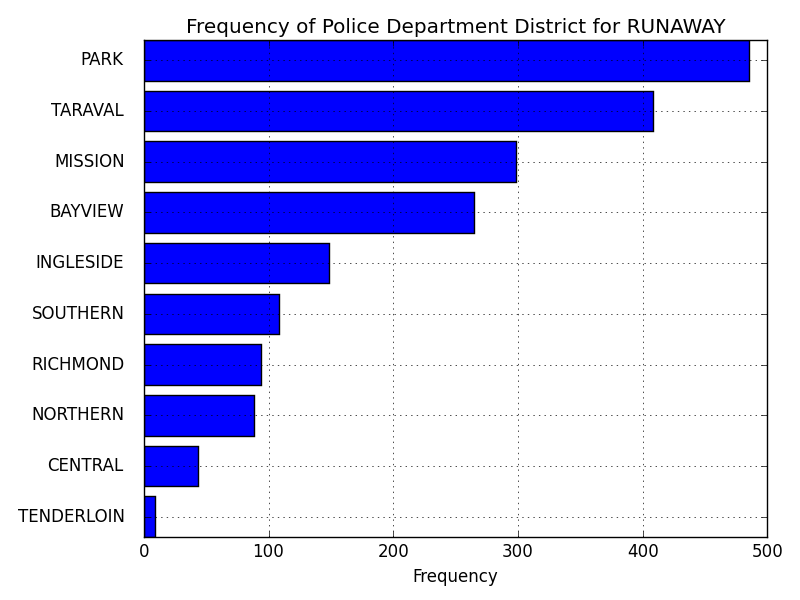 Frequency of Police Department District for RUNAWAY
PARK
TARAVAL
MISSION
BAYVIEW
INGLESIDE
SOUTHERN
RICHMOND
NORTHERN
CENTRAL
TENDERLOIN
0 100 200 300 400 500
Frequency